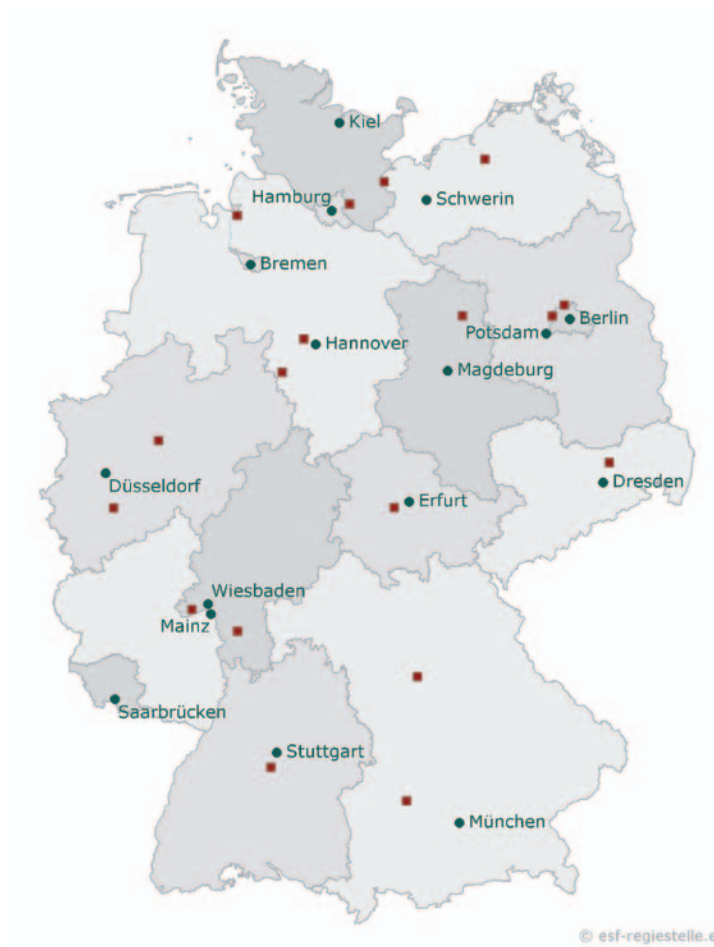 Kiel
Hamburg
Schwerin
Bremen
Berlin
Potsdam
Hannover
Magdeburg
Düsseldorf
Dresden
Erfurt
Wiesbaden
Mainz
Saarbrücken
Stuttgart
München
© esf-regiestelle.e